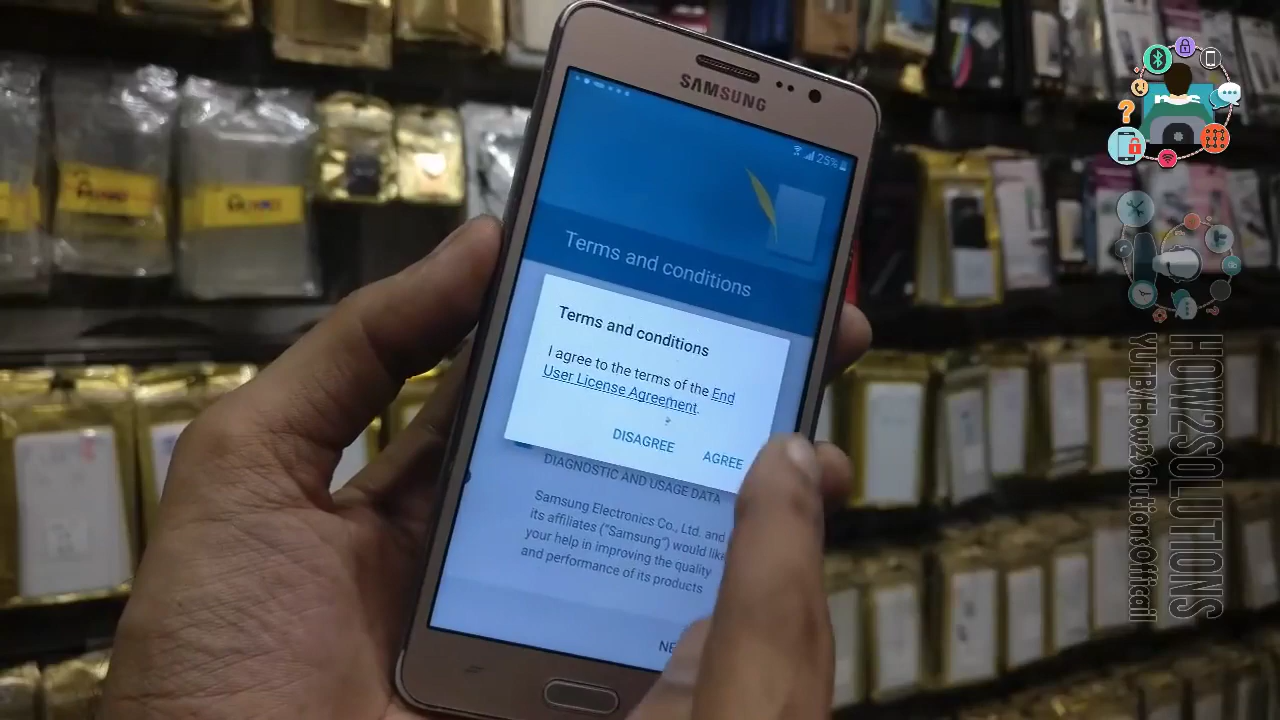 SAMSUNG
25%
Terms and conditions
Terms and conditions
I agree to the terms of the End
User License Agreement.
DISAGREE
AGREE
DIAGNOSTIC AND USAGE DATA
Samsung Electronics Co., Ltd. and
its affiliates ("Samsung") would like
your help in improving the quality
and performance of its products
NE
HOW2SOLUTIONS
YUTB/How2SolutionsOfficail